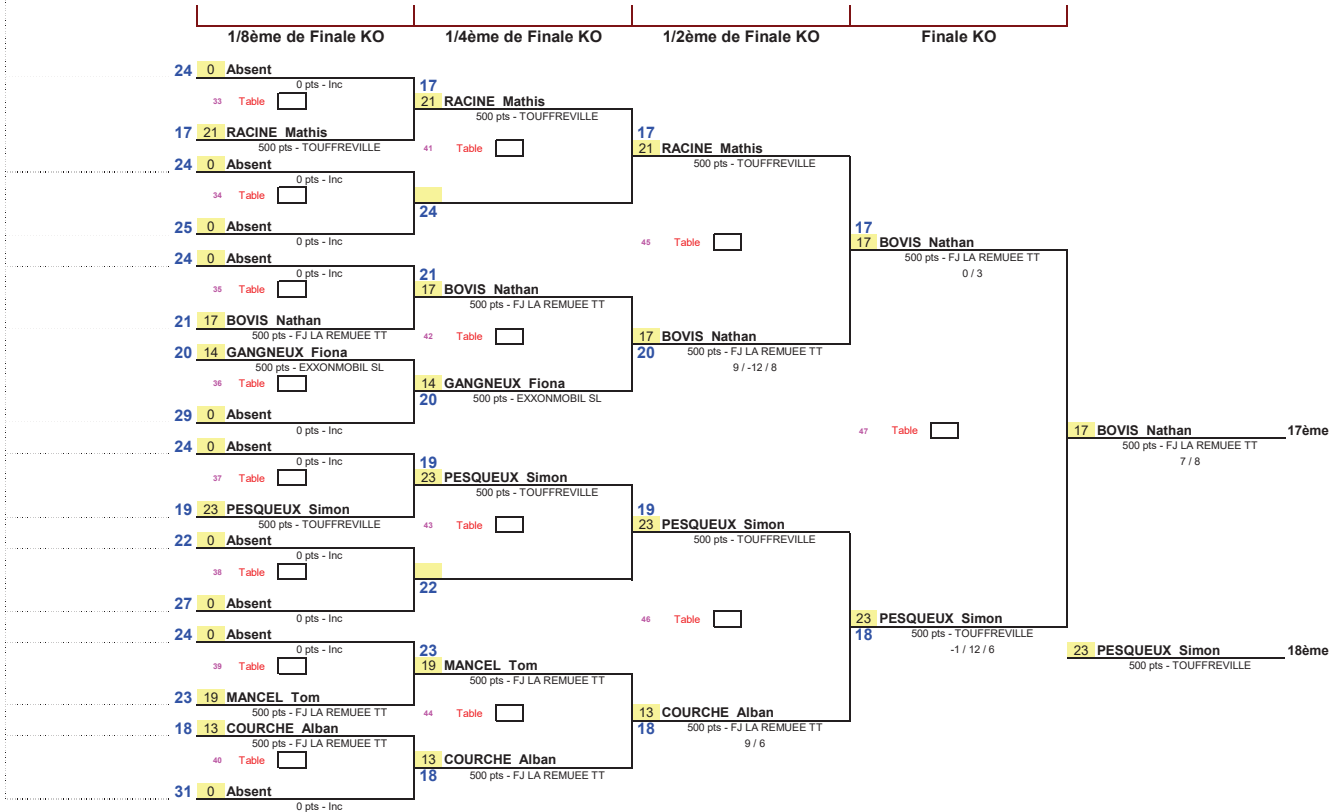 1/8ème de Finale KO
1/4ème de Finale KO
1/2ème de Finale KO
Finale KO
24 0 Absent
0 pts - Inc
33 Table
17 21 RACINE Mathis
500 pts - TOUFFREVILLE
24 0 Absent
0 pts - Inc
34 Table
25 0 Absent
0 pts - Inc
24 0 Absent
0 pts - Inc
35 Table
21 17 BOVIS Nathan
500 pts - FJ LA REMUEE TT
20 14 GANGNEUX Fiona
500 pts - EXXONMOBIL SL
36 Table
29 0 Absent
0 pts - Inc
24 0 Absent
0 pts - Inc
37 Table
19 23 PESQUEUX Simon
500 pts - TOUFFREVILLE
22 0 Absent
0 pts - Inc
38 Table
27 0 Absent
0 pts - Inc
24 0 Absent
0 pts - Inc
39 Table
23 19 MANCEL Tom
500 pts - FJ LA REMUEE TT
18 13 COURCHE Alban
500 pts - FJ LA REMUEE TT
40 Table
31 0 Absent
0 pts - Inc
17
21 RACINE Mathis
500 pts - TOUFFREVILLE
41 Table
24
21
17 BOVIS Nathan
500 pts - FJ LA REMUEE TT
42 Table
14 GANGNEUX Fiona
20 500 pts - EXXONMOBIL SL
19
23 PESQUEUX Simon
500 pts - TOUFFREVILLE
43 Table
22
23
19 MANCEL Tom
500 pts - FJ LA REMUEE TT
44 Table
13 COURCHE Alban
18 500 pts - FJ LA REMUEE TT
17
21 RACINE Mathis
500 pts - TOUFFREVILLE
45 Table
17 BOVIS Nathan
20 500 pts - FJ LA REMUEE TT
9 / -12 / 8
19
23 PESQUEUX Simon
500 pts - TOUFFREVILLE
46 Table
13 COURCHE Alban
18 500 pts - FJ LA REMUEE TT
9 / 6
17
17 BOVIS Nathan
500 pts - FJ LA REMUEE TT
0 / 3
47 Table
23 PESQUEUX Simon
18 500 pts - TOUFFREVILLE
-1 / 12 / 6
17 BOVIS Nathan 17ème
500 pts - FJ LA REMUEE TT
7 / 8
23 PESQUEUX Simon 18ème
500 pts - TOUFFREVILLE